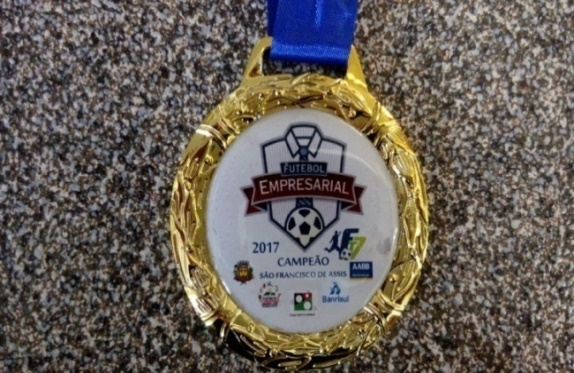 FUTEBOL
EMPRESARIAL
2017
CAMPEÃO
SÃO FRANCISCO DE ASSIS
AABB
Banrisul